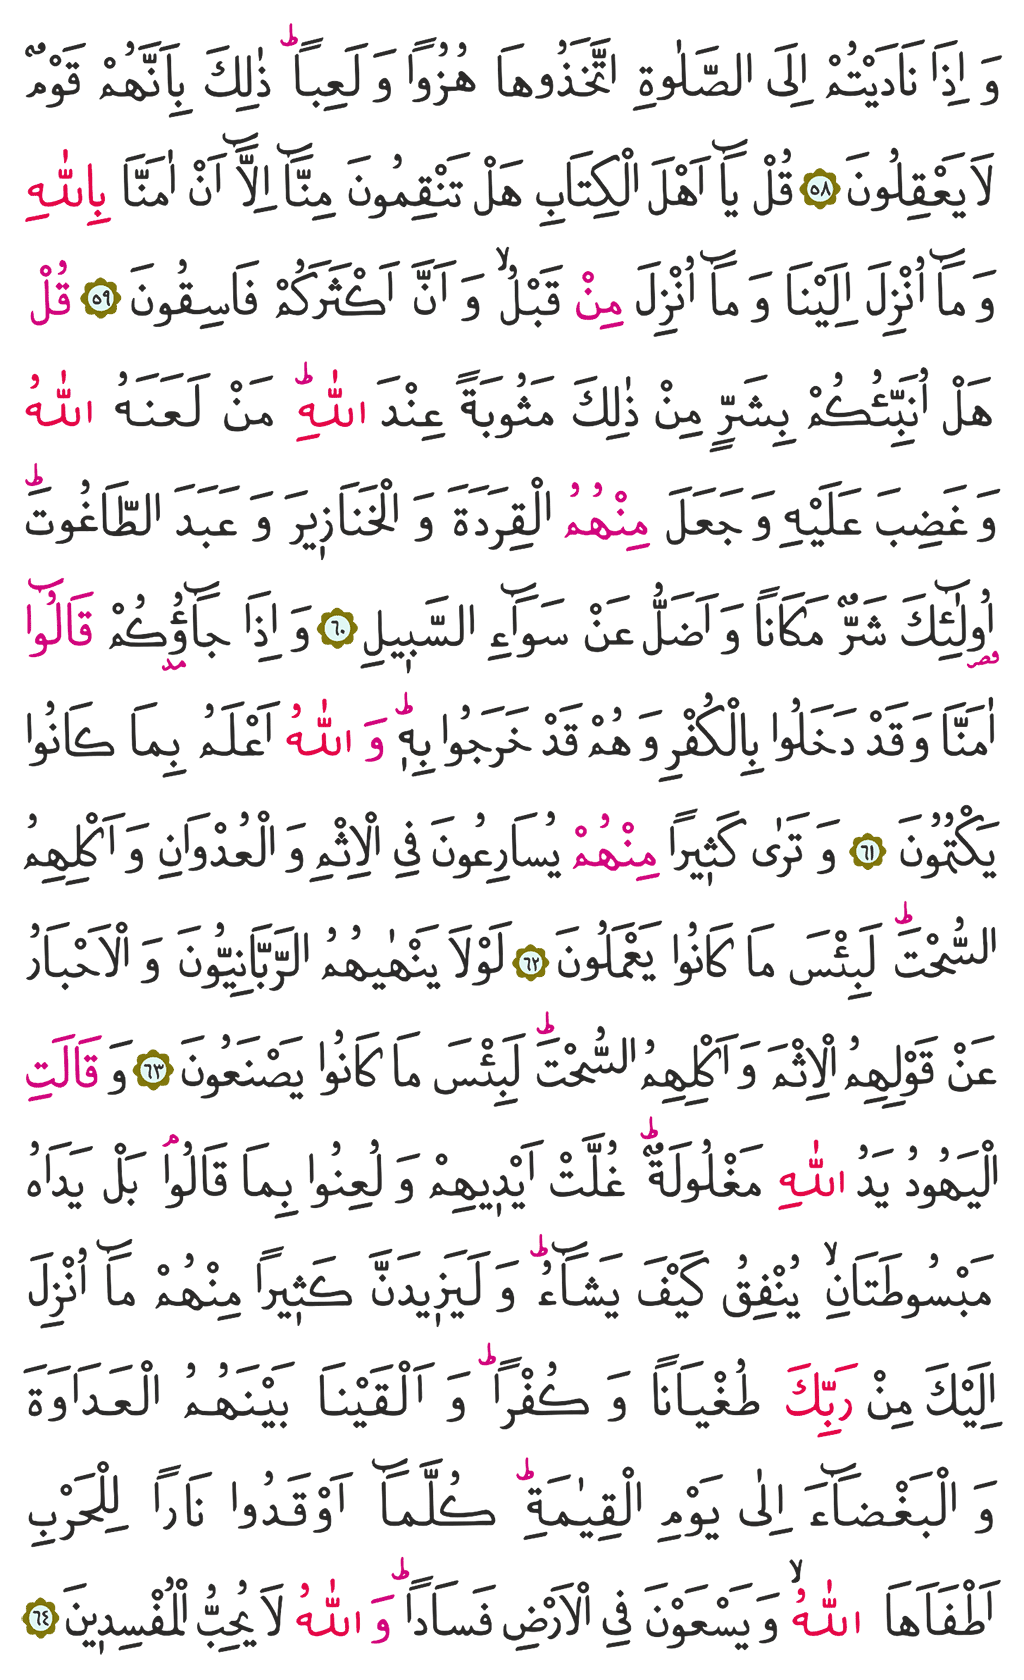 وَ اِذَا نَادَيْتُمْ اِلَى الصَّلٰوةِ اتَّخَذُوهَا هُزُواً وَ لَعِباًۜ ذٰلِكَ بِاَنَّهُمْ قَوْمٌ
لَا يَعْقِلُونَ ﴿٥٨﴾ قُلْ يَٓا اَهْلَ الْكِتَابِ هَلْ تَنْقِمُونَ مِنَّٓا اِلَّٓا اَنْ اٰمَنَّا بِاللّٰهِ
وَ مَٓا اُنْزِلَ اِلَيْنَا وَ مَٓا اُنْزِلَ مِنْ قَبْلُۙ وَ اَنَّ اَكْثَرَكُمْ فَاسِقُونَ ﴿٥٩﴾ قُلْ
هَلْ اُنَبِّئُكُمْ بِشَرٍّ مِنْ ذٰلِكَ مَثُوبَةً عِنْدَ اللّٰهِۜ مَنْ لَعَنَهُ اللّٰهُ
وَ غَضِبَ عَلَيْهِ وَ جَعَلَ مِنْهُمُ الْقِرَدَةَ وَ الْخَنَاز۪يرَ وَ عَبَدَ الطَّاغُوتَۜ
اُو۬لٰٓئِكَ شَرٌّ مَكَاناً وَ اَضَلُّ عَنْ سَوَٓاءِ السَّب۪يلِ ﴿٦٠﴾ وَ اِذَا جَٓاؤُ۫كُمْ قَالُٓوا
اٰمَنَّا وَ قَدْ دَخَلُوا بِالْكُفْرِ وَ هُمْ قَدْ خَرَجُوا بِه۪ۜ وَ اللّٰهُ اَعْلَمُ بِمَا كَانُوا
يَكْتُمُونَ ﴿٦١﴾ وَ تَرٰى كَث۪يراً مِنْهُمْ يُسَارِعُونَ فِي الْاِثْمِ وَ الْعُدْوَانِ وَ اَكْلِهِمُ
السُّحْتَۜ لَبِئْسَ مَا كَانُوا يَعْمَلُونَ ﴿٦٢﴾ لَوْلَا يَنْهٰيهُمُ الرَّبَّانِيُّونَ وَ الْاَحْبَارُ
عَنْ قَوْلِهِمُ الْاِثْمَ وَ اَكْلِهِمُ السُّحْتَۜ لَبِئْسَ مَا كَانُوا يَصْنَعُونَ ﴿٦٣﴾ وَ قَالَتِ
الْيَهُودُ يَدُ اللّٰهِ مَغْلُولَةٌۜ غُلَّتْ اَيْد۪يهِمْ وَ لُعِنُوا بِمَا قَالُواۢ بَلْ يَدَاهُ
مَبْسُوطَتَانِۙ يُنْفِقُ كَيْفَ يَشَٓاءُۜ وَ لَيَز۪يدَنَّ كَث۪يراً مِنْهُمْ مَٓا اُنْزِلَ
اِلَيْكَ مِنْ رَبِّكَ طُغْيَاناً وَ كُفْراًۜ وَ اَلْقَيْنَا بَيْنَهُمُ الْعَدَاوَةَ
وَ الْبَغْضَٓاءَ اِلٰى يَوْمِ الْقِيٰمَةِۜ كُلَّمَٓا اَوْقَدُوا نَاراً لِلْحَرْبِ
اَطْفَاَهَا اللّٰهُۙ وَ يَسْعَوْنَ فِي الْاَرْضِ فَسَاداًۜ وَ اللّٰهُ لَا يُحِبُّ الْمُفْسِد۪ينَ ﴿٦٤﴾